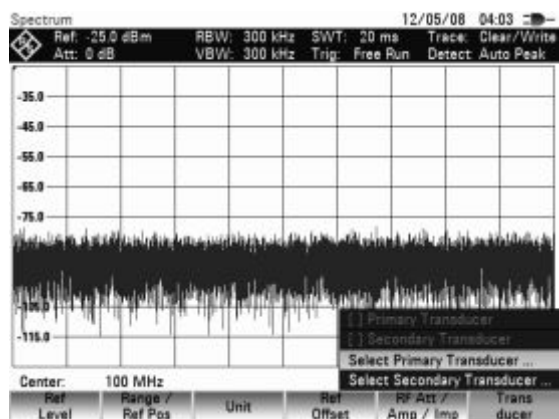 Spectrum 12/05/08 04:03
Ref: -25.0 dBm RBW: 300 kHz SWT: 20 ms Trace: Clear/Write
Att: 0 dB VBW: 300 kHz Trig: Free Run Detect: Auto Peak
-35.0
-45.0
-55.0
-65.0
-75.0
-105.0
-115.0
[ ] Primary Transducer
[ ] Secondary Transducer
Select Primary Transducer ...
Select Secondary Transducer ...
Center: 100 MHz
Ref Level
Range / Ref Pos
Unit
Ref Offset
RF Att / Amp / Imp
Trans ducer